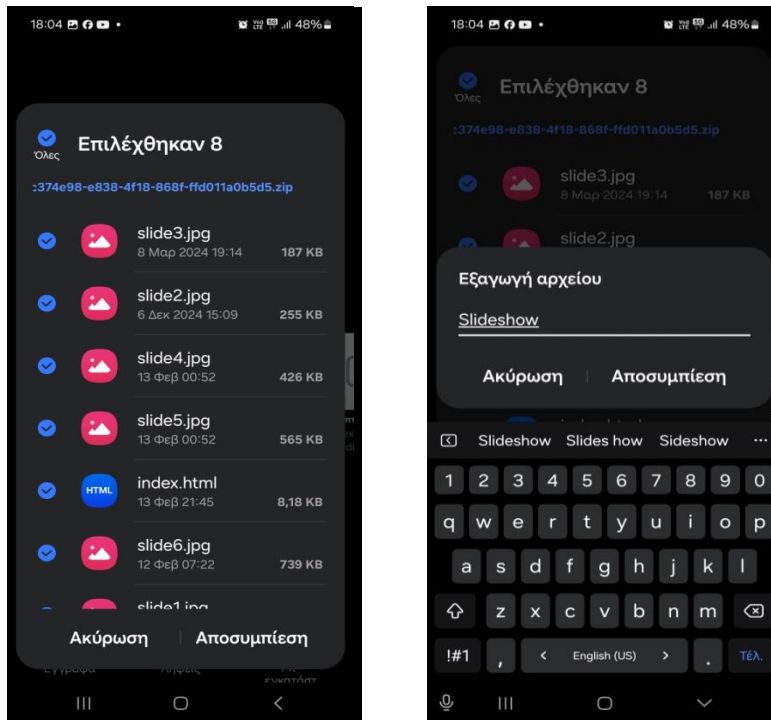 18:04 48%
Όλες
Επιλέχθηκαν 8
:374e98-e838-4f18-868f-ffd011a0b5d5.zip
slide3.jpg
8 Μαρ 2024 19:14 187 KB
slide2.jpg
6 Δεκ 2024 15:09 255 KB
slide4.jpg
13 Φεβ 00:52 426 KB
slide5.jpg
13 Φεβ 00:52 565 KB
HTML
index.html
13 Φεβ 21:45 8,18 KB
slide6.jpg
12 Φεβ 07:22 739 KB
slide1.jpg
Ακύρωση Αποσυμπίεση
18:04 48%
Όλες
Επιλέχθηκαν 8
:374e98-e838-4f18-868f-ffd011a0b5d5.zip
slide3.jpg
8 Μαρ 2024 19:14 187 KB
slide2.jpg
Εξαγωγή αρχείου
Slideshow
Ακύρωση Αποσυμπίεση
Slideshow Slides how Sideshow ...
1 2 3 4 5 6 7 8 9 0
q w e r t y u i o p
a s d f g h j k l
z x c v b n m
!#1 , < English (US) > . Τέλ.